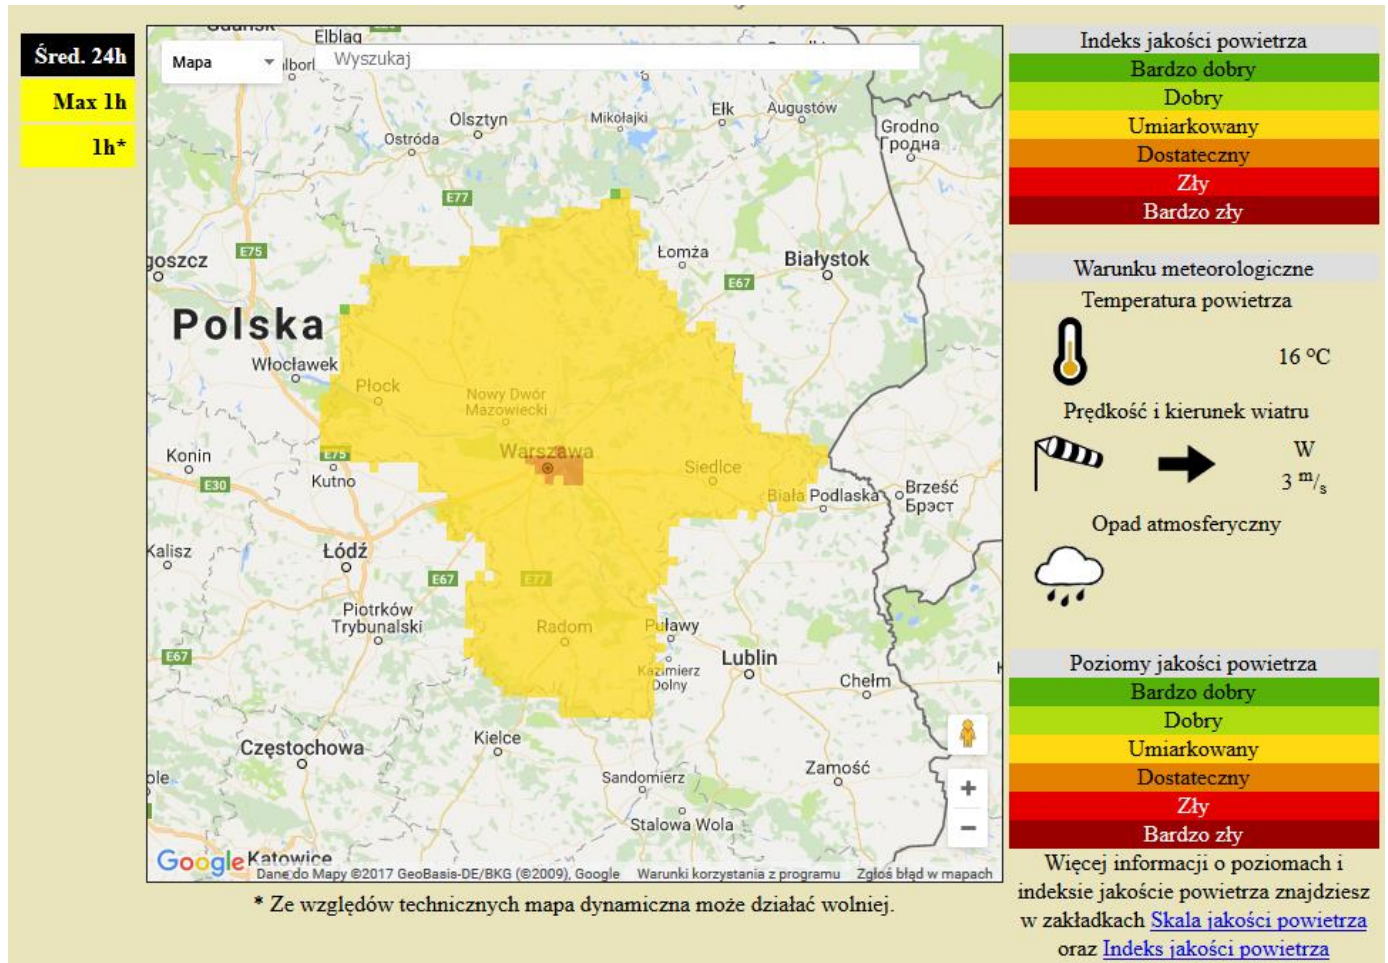 Śred. 24h
Max 1h
1h*
Mapa
Wyszukaj
Elbląg
Olsztyn
Ostróda
Mikołajki
Ełk
Augustów
Grodno
Гродна
E77
E75
Łomża
Białystok
E67
Polska
Włocławek
Płock
Nowy Dwór
Mazowiecki
Warszawa
Siedlce
Konin
E30
E75
Kutno
Biała Podlaska
Brześć
Брэст
Kalisz
Łódź
E67
E77
Piotrków
Trybunalski
Radom
Puławy
E67
Kazimierz
Dolny
Lublin
Chełm
Kielce
Częstochowa
Sandomierz
Zamość
Stalowa Wola
Katowice
Google
Dane do Mapy ©2017 GeoBasis-DE/BKG (©2009), Google Warunki korzystania z programu Zgłoś błąd w mapach
* Ze względów technicznych mapa dynamiczna może działać wolniej.
Indeks jakości powietrza
Bardzo dobry
Dobry
Umiarkowany
Dostateczny
Zły
Bardzo zły
Warunku meteorologiczne
Temperatura powietrza
16 °C
Prędkość i kierunek wiatru
W
3 m/s
Opad atmosferyczny
Poziomy jakości powietrza
Bardzo dobry
Dobry
Umiarkowany
Dostateczny
Zły
Bardzo zły
Więcej informacji o poziomach i
indeksie jakoście powietrza znajdziesz
w zakładkach Skala jakości powietrza
oraz Indeks jakości powietrza